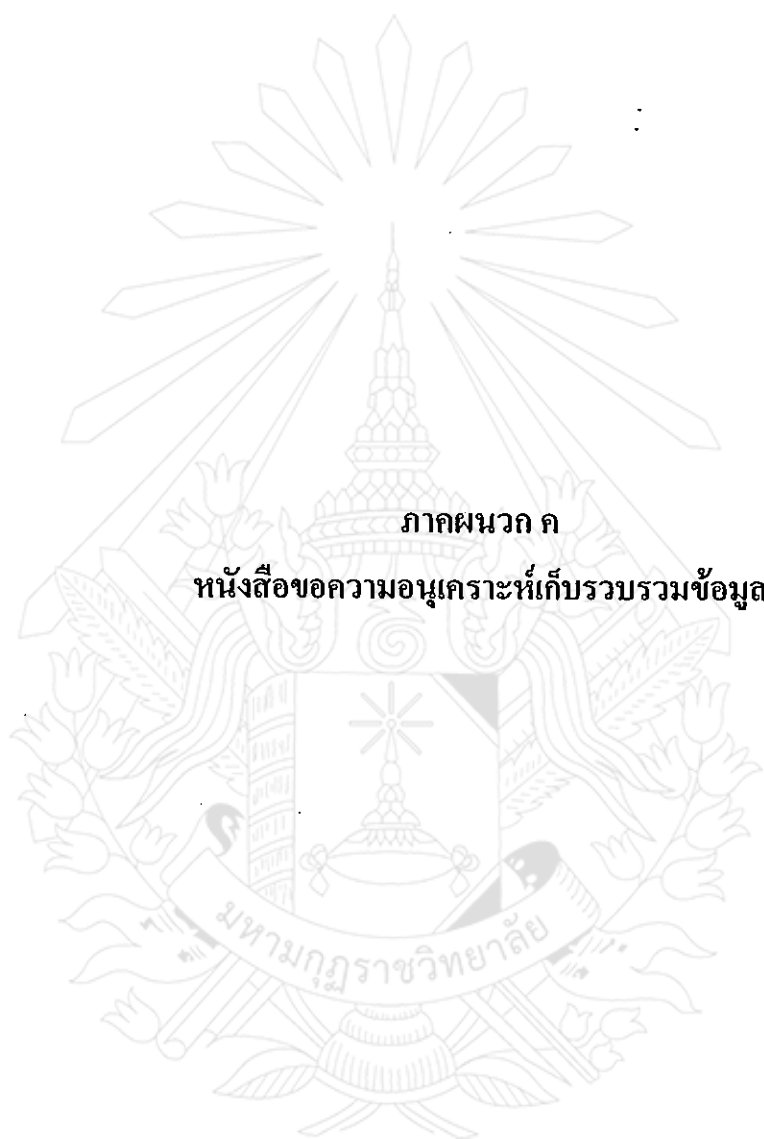 ภาคผนวก ค
หนังสือขอความอนุเคราะห์เก็บรวบรวมข้อมูล
มหามกุฏราชวิทยาลัย